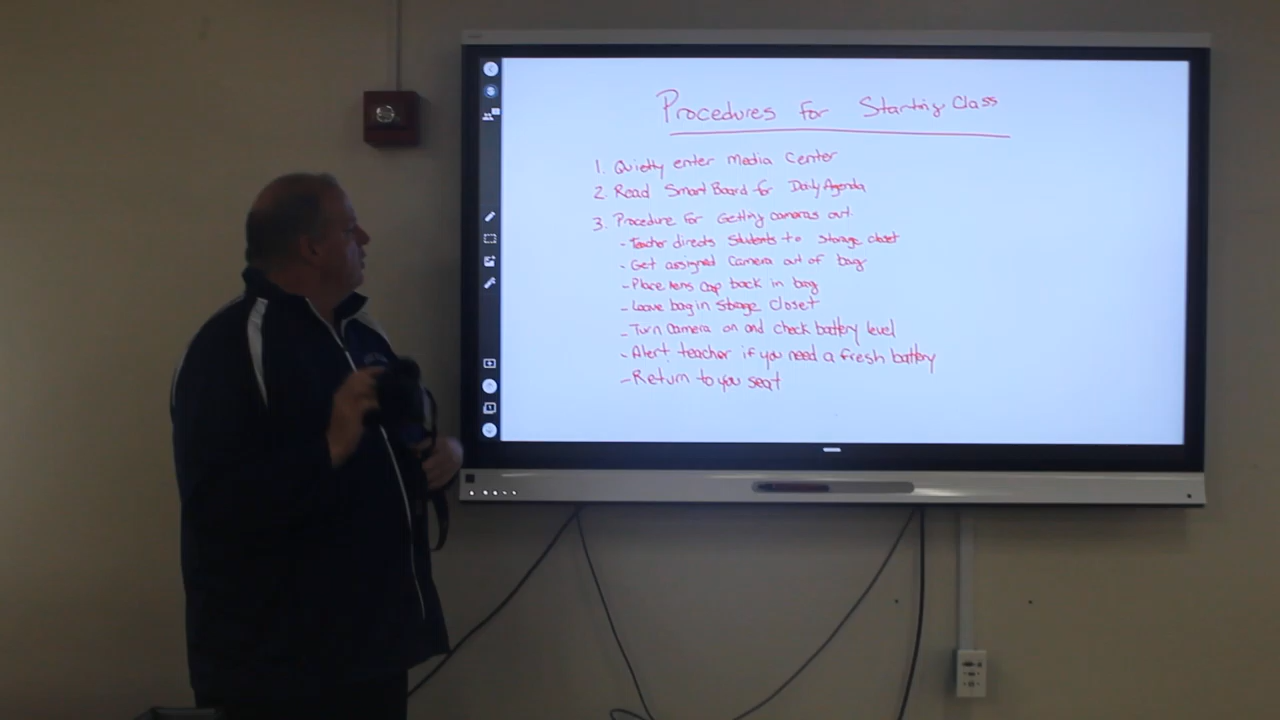 Procedures for Starting Class
1. Quietly enter Media Center
2. Read Smart Board for Daily Agenda
3. Procedure for Getting cameras out.
- Teacher directs students to storage closet
- Get assigned Camera out of bag
- Place lens cap back in bag
- Leave bag in storage closet
- Turn Camera on and check battery level
- Alert teacher if you need a fresh battery
- Return to you seat